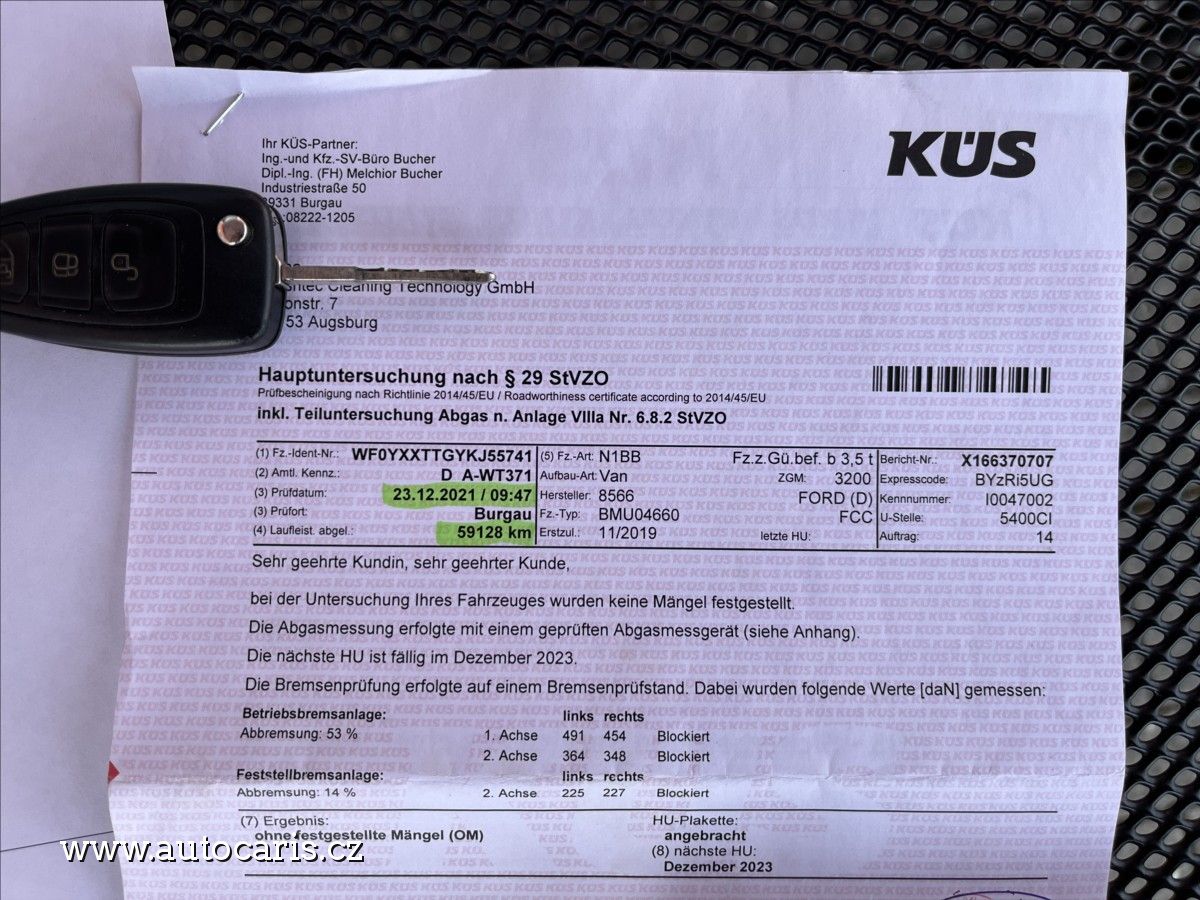 Ihr KÜS-Partner:
Ing.-und Kfz.-SV-Büro Bucher
Dipl.-Ing. (FH) Melchior Bucher
Industriestraße 50
89331 Burgau
:08222-1205
KÜS
Cleaning Technology GmbH
onstr. 7
53 Augsburg
Hauptuntersuchung nach § 29 StVZO
Prüfbescheinigung nach Richtlinie 2014/45/EU / Roadworthiness certificate according to 2014/45/EU
inkl. Teiluntersuchung Abgas n. Anlage VIIIa Nr. 6.8.2 StVZO
(1) Fz.-Ident-Nr.: WF0YXXTTGYKJ55741 (5) Fz.-Art: N1BB Fz.z.Gü.bef. b 3,5 t Bericht-Nr.: X166370707
(2) Amtl. Kennz.: D A-WT371 Aufbau-Art: Van ZGM: 3200 Expresscode: BYzRi5UG
(3) Prüfdatum: 23.12.2021 / 09:47 Hersteller: 8566 FORD (D) Kennnummer: I0047002
(3) Prüfort: Burgau Fz.-Typ: BMU04660 FCC U-Stelle: 5400CI
(4) Laufleist. abgel.: 59128 km Erstzul.: 11/2019 letzte HU: Auftrag: 14
Sehr geehrte Kundin, sehr geehrter Kunde,
bei der Untersuchung Ihres Fahrzeuges wurden keine Mängel festgestellt.
Die Abgasmessung erfolgte mit einem geprüften Abgasmessgerät (siehe Anhang).
Die nächste HU ist fällig im Dezember 2023.
Die Bremsenprüfung erfolgte auf einem Bremsenprüfstand. Dabei wurden folgende Werte [daN] gemessen:
Betriebsbremsanlage: links rechts
Abbremsung: 53 % 1. Achse 491 454 Blockiert
2. Achse 364 348 Blockiert
Feststellbremsanlage: links rechts
Abbremsung: 14 % 2. Achse 225 227 Blockiert
(7) Ergebnis: HU-Plakette:
ohne festgestellte Mängel (OM) angebracht
(8) nächste HU:
Dezember 2023
www.autocaris.cz